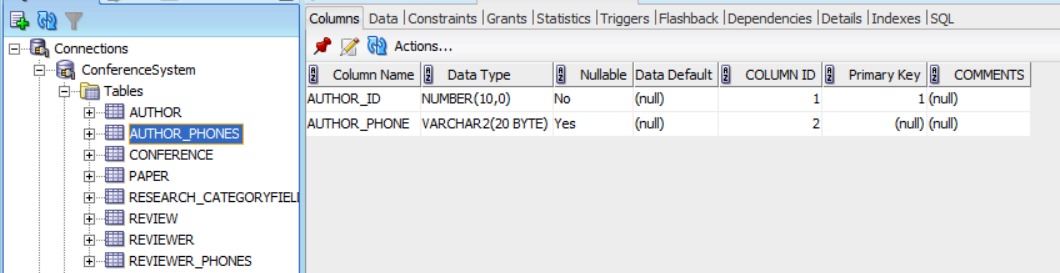 Columns Data | Constraints | Grants | Statistics | Triggers | Flashback | Dependencies | Details | Indexes | SQL
Actions...
Column Name Data Type Nullable Data Default COLUMN ID Primary Key COMMENTS
AUTHOR_ID NUMBER(10,0) No (null) 1 1 (null)
AUTHOR_PHONE VARCHAR2(20 BYTE) Yes (null) 2 (null) (null)
Connections
ConferenceSystem
Tables
AUTHOR
AUTHOR_PHONES
CONFERENCE
PAPER
RESEARCH_CATEGORYFIEL
REVIEW
REVIEWER
REVIEWER_PHONES